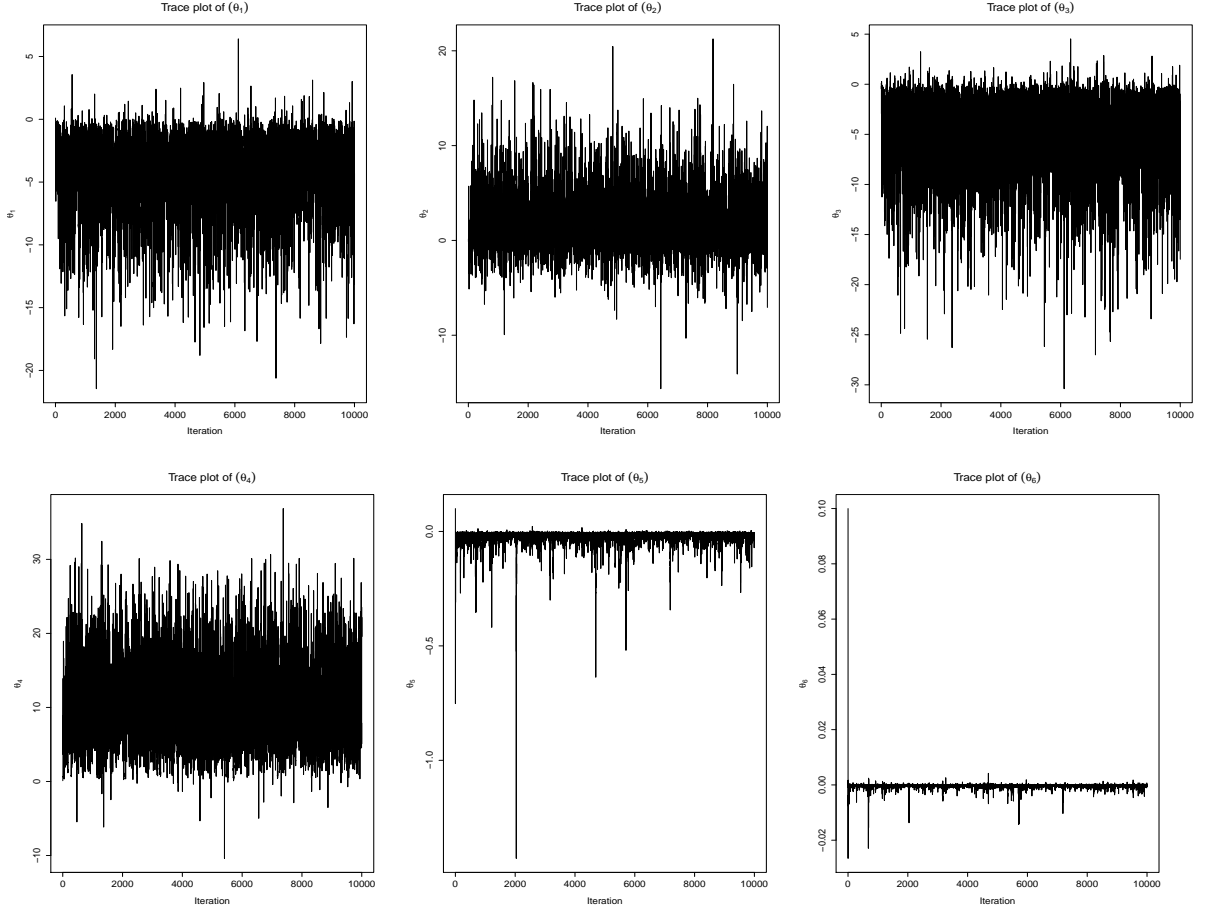 Trace plot of (θ1)
Trace plot of (θ2)
Trace plot of (θ3)
5
0
−5
−10
−15
−20
θ1
0 2000 4000 6000 8000 10000
Iteration
20
10
0
−10
θ2
0 2000 4000 6000 8000 10000
Iteration
5
0
−5
−10
−15
−20
−25
−30
θ3
0 2000 4000 6000 8000 10000
Iteration
Trace plot of (θ4)
Trace plot of (θ5)
Trace plot of (θ6)
30
20
10
0
−10
θ4
0 2000 4000 6000 8000 10000
Iteration
0.0
−0.5
−1.0
θ5
0 2000 4000 6000 8000 10000
Iteration
0.10
0.08
0.06
0.04
0.02
0.00
−0.02
θ6
0 2000 4000 6000 8000 10000
Iteration